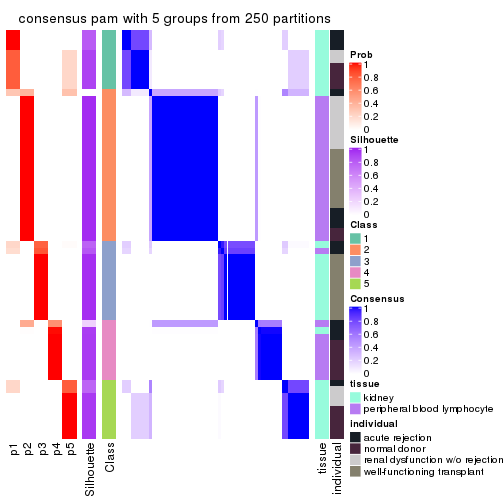 consensus pam with 5 groups from 250 partitions
Prob
1
0.8
0.6
0.4
0.2
0
Silhouette
1
0.8
0.6
0.4
0.2
0
Class
1
2
3
4
5
Consensus
1
0.8
0.6
0.4
0.2
0
tissue
kidney
peripheral blood lymphocyte
individual
acute rejection
normal donor
renal dysfunction w/o rejection
well-functioning transplant
p1
p2
p3
p4
p5
Silhouette
Class
tissue
individual